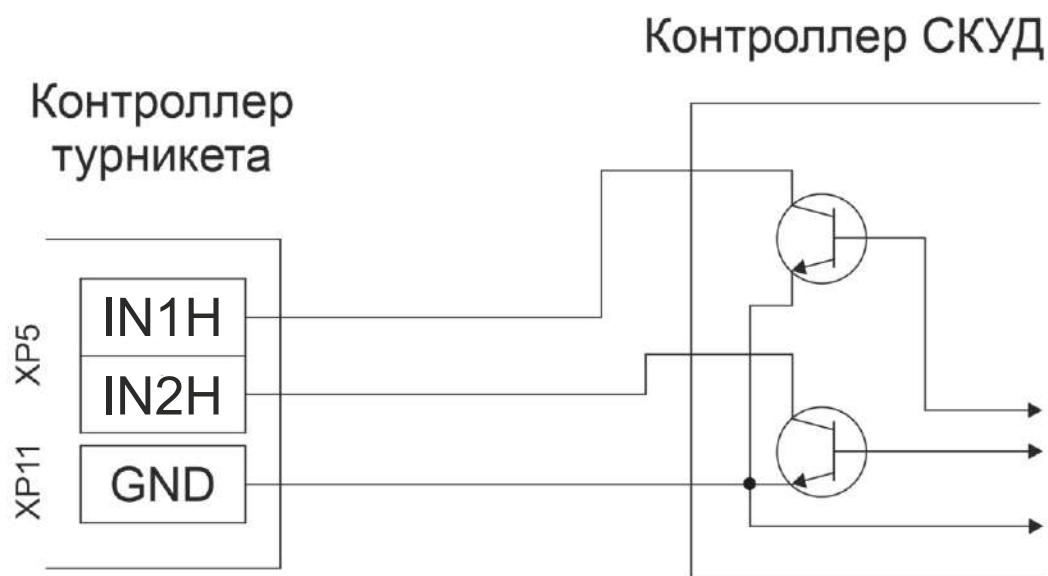 Контроллер СКУД
Контроллер
турникета
XP5
IN1H
IN2H
XP11
GND